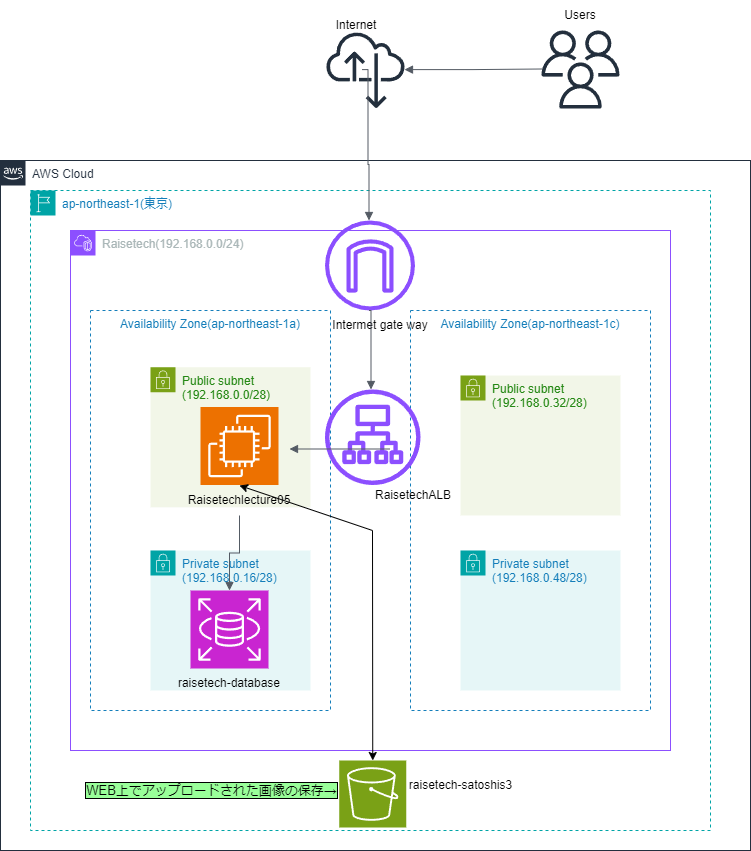 Users
Internet
aws
AWS Cloud
ap-northeast-1(東京)
Raisetech(192.168.0.0/24)
Internet gate way
Availability Zone(ap-northeast-1a)
Availability Zone(ap-northeast-1c)
Public subnet
(192.168.0.0/28)
Public subnet
(192.168.0.32/28)
Raisetechlecture05
RaisetechALB
Private subnet
(192.168.0.16/28)
Private subnet
(192.168.0.48/28)
raisetech-database
WEB上でアップロードされた画像の保存→
raisetech-satoshis3